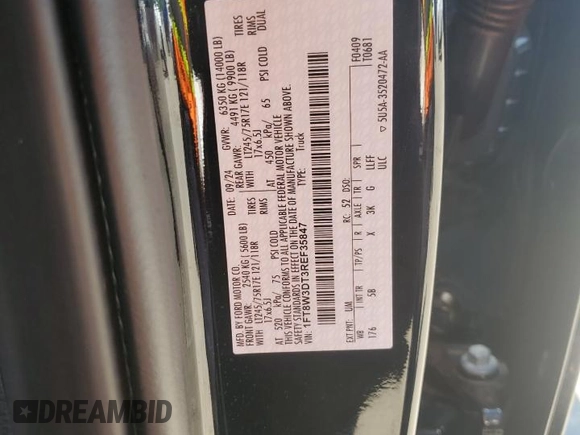 MFD BY FORD MOTOR CO.
DATE: 09/24 GVWR: 6350 KG (14000 LB)
FRONT GAWR: 2540 KG (5600 LB) REAR GAWR: 4491 KG (9900 LB)
WITH LT245/75R17E 121/118R TIRES WITH LT245/75R17E 121/118R TIRES
17x6.5J RIMS 17x6.5J RIMS
AT 520 kPa/ 75 PSI COLD AT 450 kPa/ 65 PSI COLD DUAL
THIS VEHICLE CONFORMS TO ALL APPLICABLE FEDERAL MOTOR VEHICLE
SAFETY STANDARDS IN EFFECT ON THE DATE OF MANUFACTURE SHOWN ABOVE.
VIN: 1FT8W3DT3REF35847 TYPE: Truck
F0409
T0681
EXT PNT: UM RC: 52 DSO:
WB INT TR TP/PS R AXLE TR SPR
176 5B X 3K G LLEF
ULC
5U5A-3520472-AA
DREAMBID